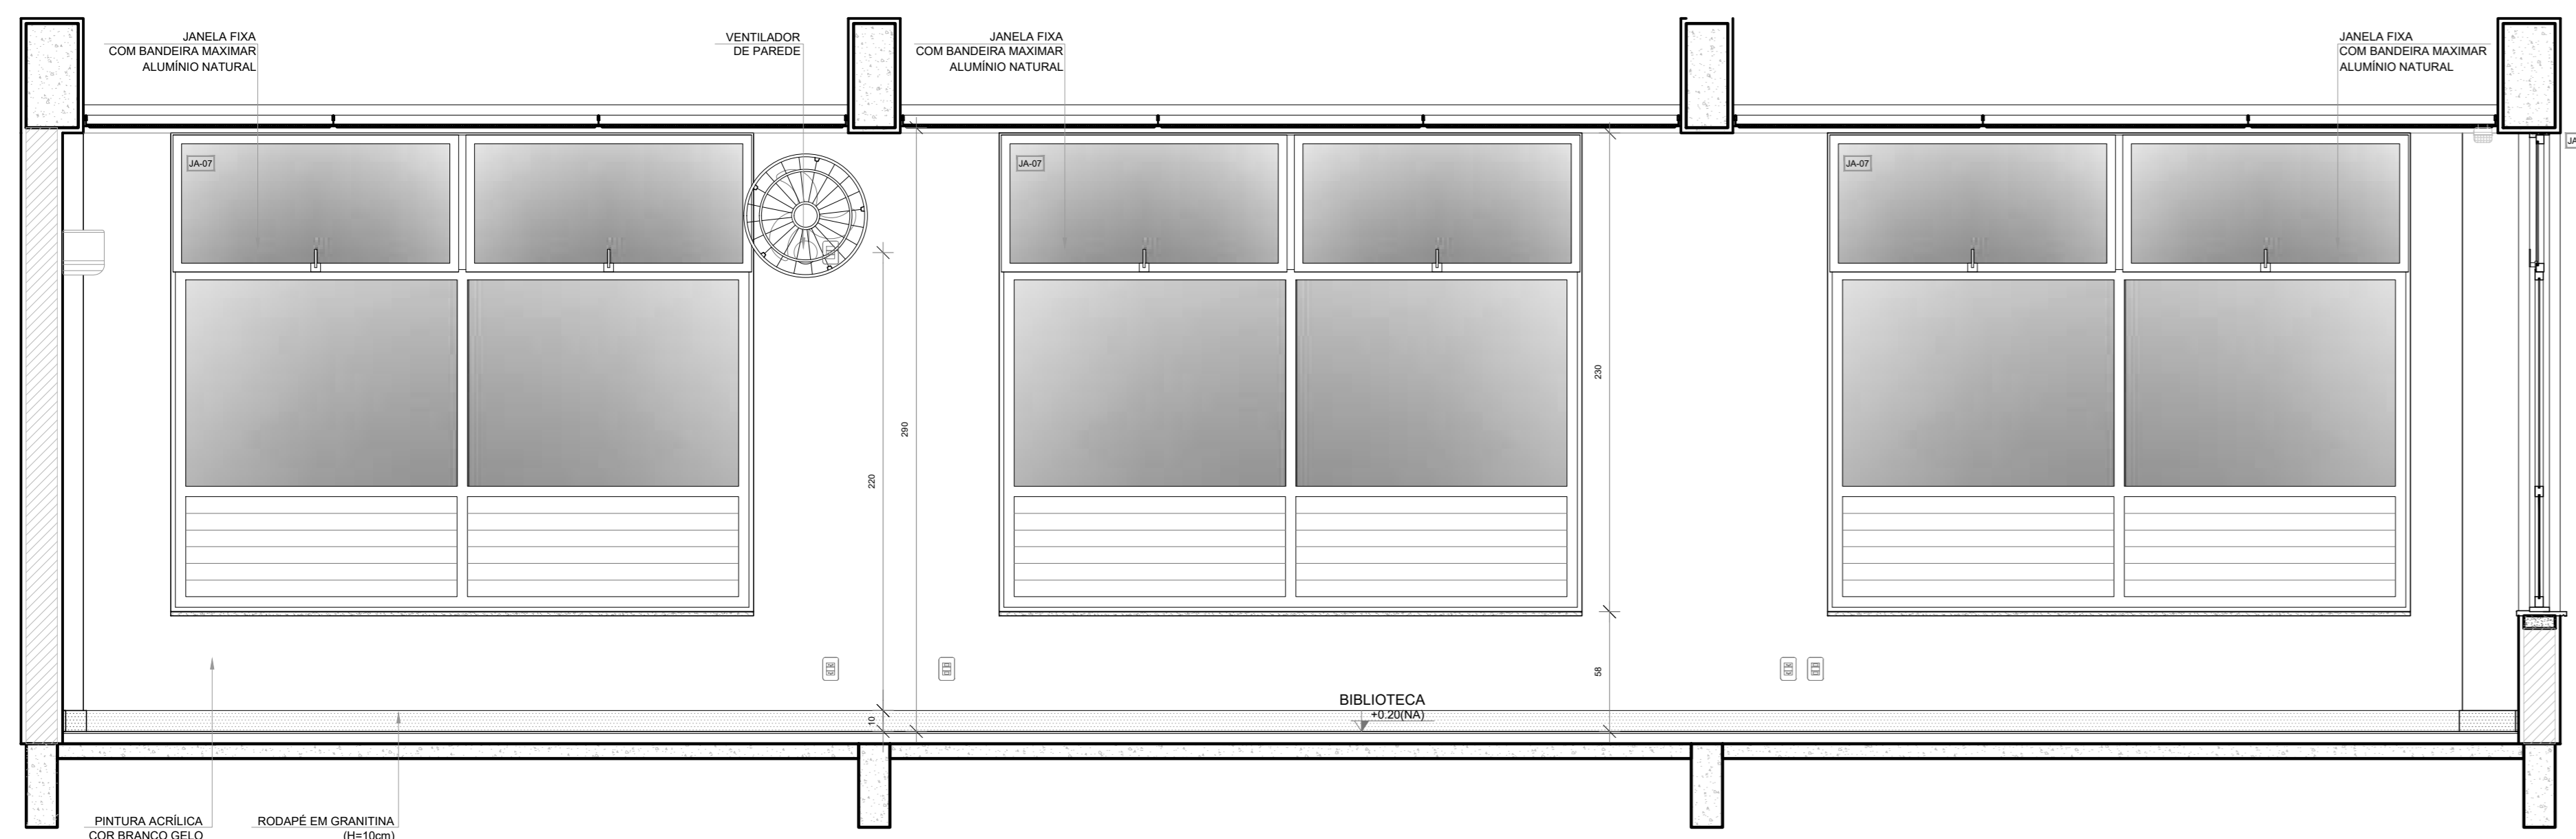 JANELA FIXA
COM BANDEIRA MAXIMAR
ALUMÍNIO NATURAL
VENTILADOR
DE PAREDE
JANELA FIXA
COM BANDEIRA MAXIMAR
ALUMÍNIO NATURAL
JANELA FIXA
COM BANDEIRA MAXIMAR
ALUMÍNIO NATURAL
JA-07
JA-07
JA-07
JA
230
290
220
58
10
BIBLIOTECA
+0.20(NA)
PINTURA ACRÍLICA
COR BRANCO GELO
RODAPÉ EM GRANITINA
(H=10cm)